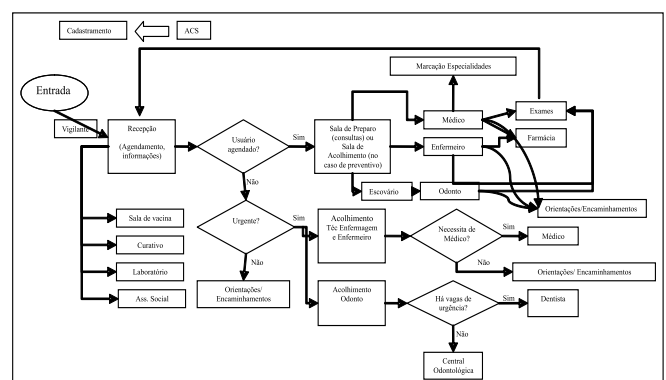 Cadastramento
ACS
Marcação Especialidades
Entrada
Vigilante
Recepção
(Agendamento,
informações)
Usuário
agendado?
Sim
Não
Sala de Preparo
(consultas) ou
Sala de
Acolhimento (no
caso de preventivo)
Médico
Enfermeiro
Exames
Farmácia
Escovário
Odonto
Orientações/Encaminhamentos
Sala de vacina
Curativo
Laboratório
Ass. Social
Urgente?
Sim
Não
Orientações/
Encaminhamentos
Acolhimento
Téc Enfermagem
e Enfermeiro
Necessita de
Médico?
Sim
Médico
Não
Orientações/ Encaminhamentos
Acolhimento
Odonto
Há vagas de
urgência?
Sim
Dentista
Não
Central
Odontológica